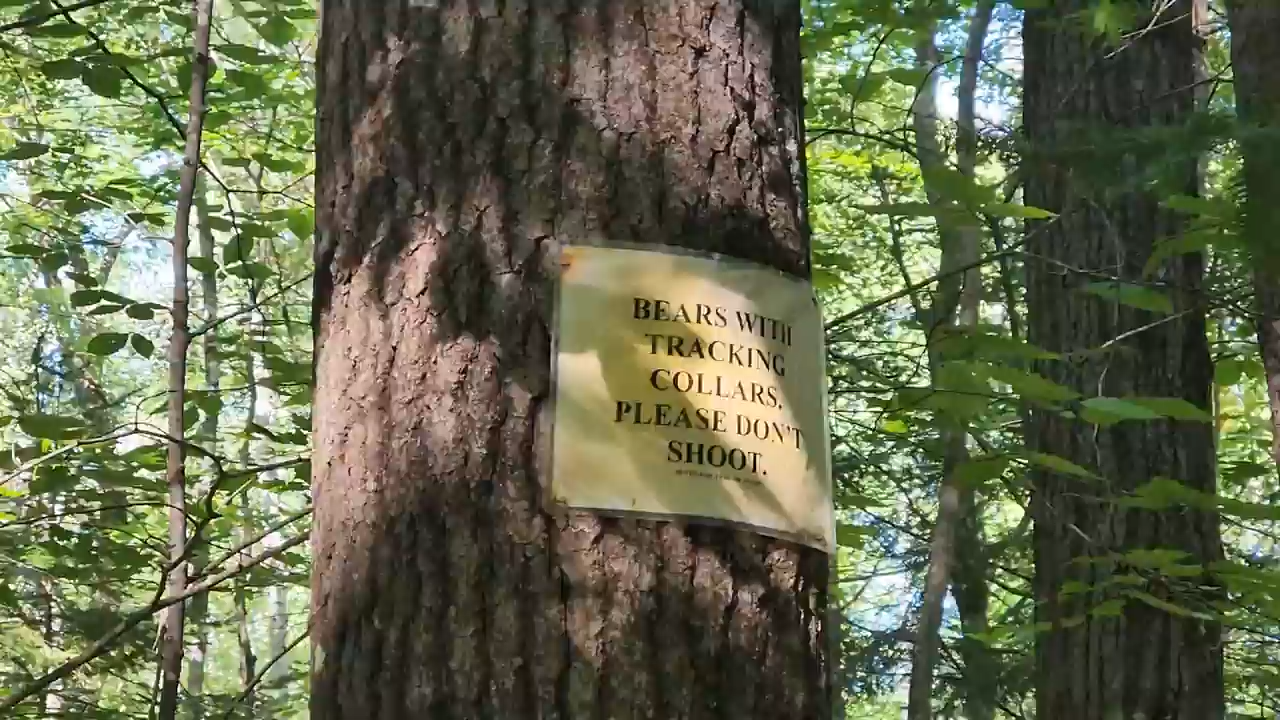 BEARS WITH
TRACKING
COLLARS.
PLEASE DON'T
SHOOT.